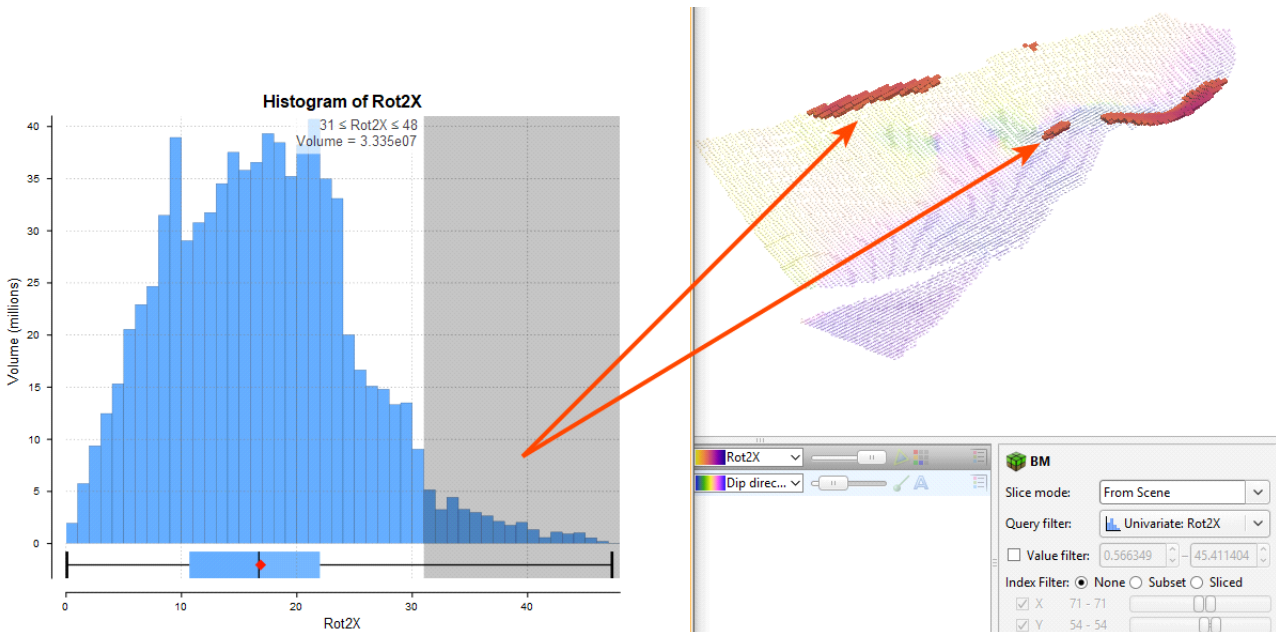 Histogram of Rot2X
31 ≤ Rot2X ≤ 48
Volume = 3.335e07
40
35
30
25
20
15
10
5
0
Volume (millions)
0
10
20
30
40
Rot2X
Rot2X
Dip direc...
BM
Slice mode:
From Scene
Query filter:
Univariate: Rot2X
Value filter:
0.566349
–
45.411404
Index Filter:
None
Subset
Sliced
X
71 - 71
Y
54 - 54